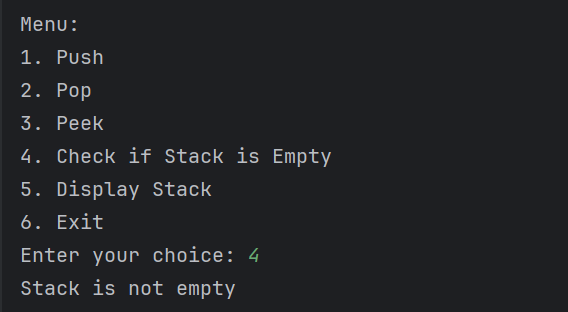 Menu:
1. Push
2. Pop
3. Peek
4. Check if Stack is Empty
5. Display Stack
6. Exit
Enter your choice: 4
Stack is not empty